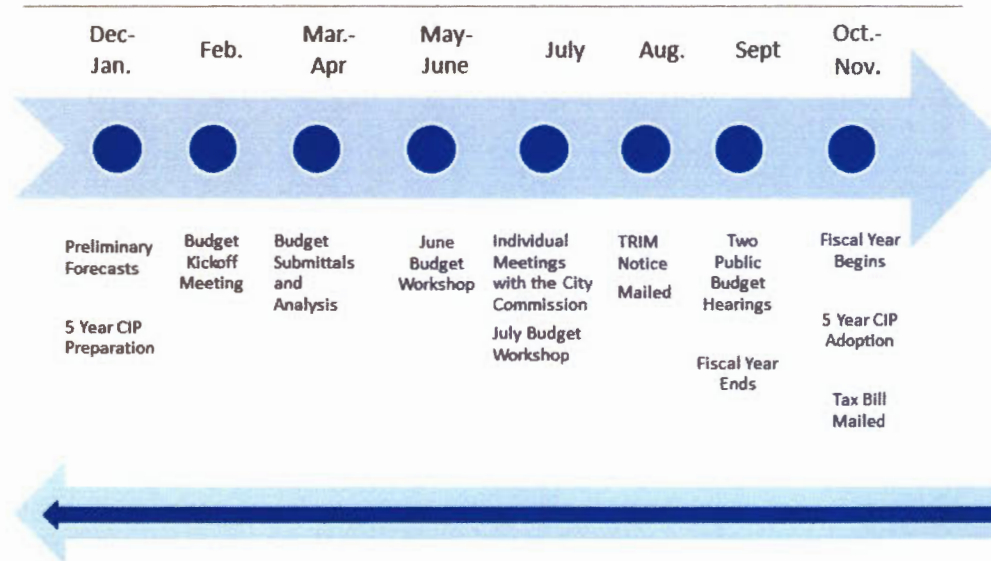 Dec-
Jan.
Feb.
Mar.-
Apr
May-
June
July
Aug.
Sept
Oct.-
Nov.
Preliminary
Forecasts
5 Year CIP
Preparation
Budget
Kickoff
Meeting
Budget
Submittals
and
Analysis
June
Budget
Workshop
Individual
Meetings
with the City
Commission
July Budget
Workshop
TRIM
Notice
Mailed
Two
Public
Budget
Hearings
Fiscal Year
Ends
Fiscal Year
Begins
5 Year CIP
Adoption
Tax Bill
Mailed